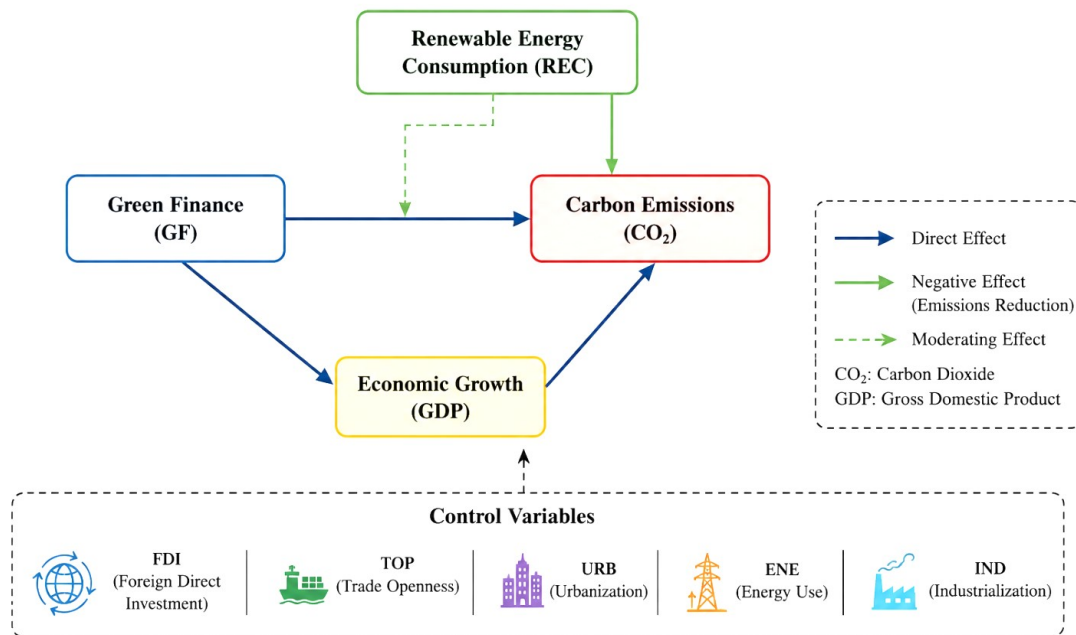 Renewable Energy
Consumption (REC)
Green Finance
(GF)
Carbon Emissions
(CO₂)
Economic Growth
(GDP)
Direct Effect
Negative Effect
(Emissions Reduction)
Moderating Effect
CO₂: Carbon Dioxide
GDP: Gross Domestic Product
Control Variables
FDI
(Foreign Direct
Investment)
TOP
(Trade Openness)
URB
(Urbanization)
ENE
(Energy Use)
IND
(Industrialization)